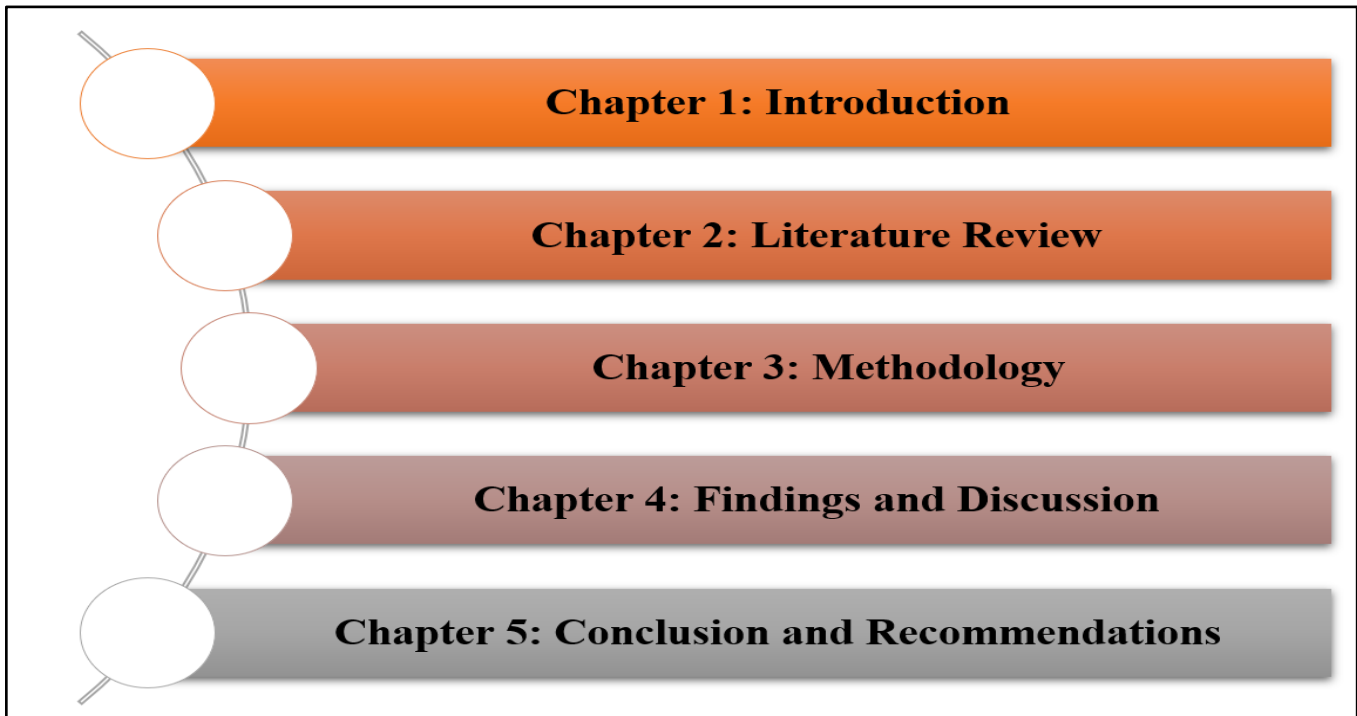 Chapter 1: Introduction
Chapter 2: Literature Review
Chapter 3: Methodology
Chapter 4: Findings and Discussion
Chapter 5: Conclusion and Recommendations